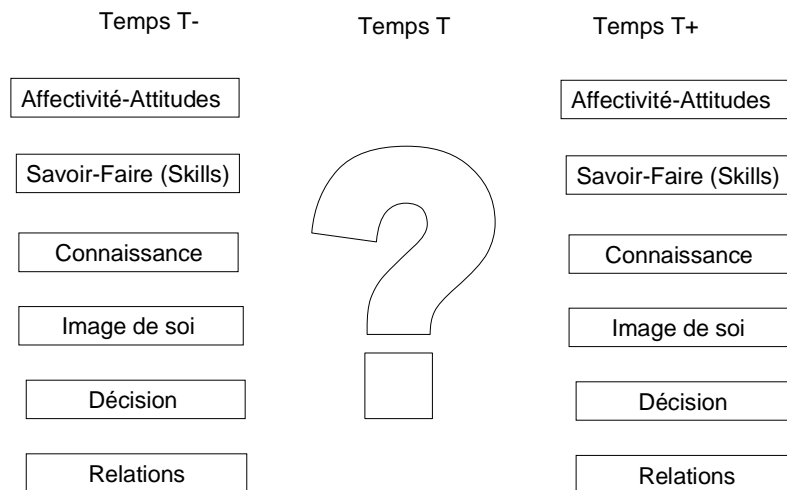 Temps T-
Temps T
Temps T+
Affectivité-Attitudes
Affectivité-Attitudes
Savoir-Faire (Skills)
Savoir-Faire (Skills)
Connaissance
Connaissance
Image de soi
Image de soi
Décision
Décision
Relations
Relations
?